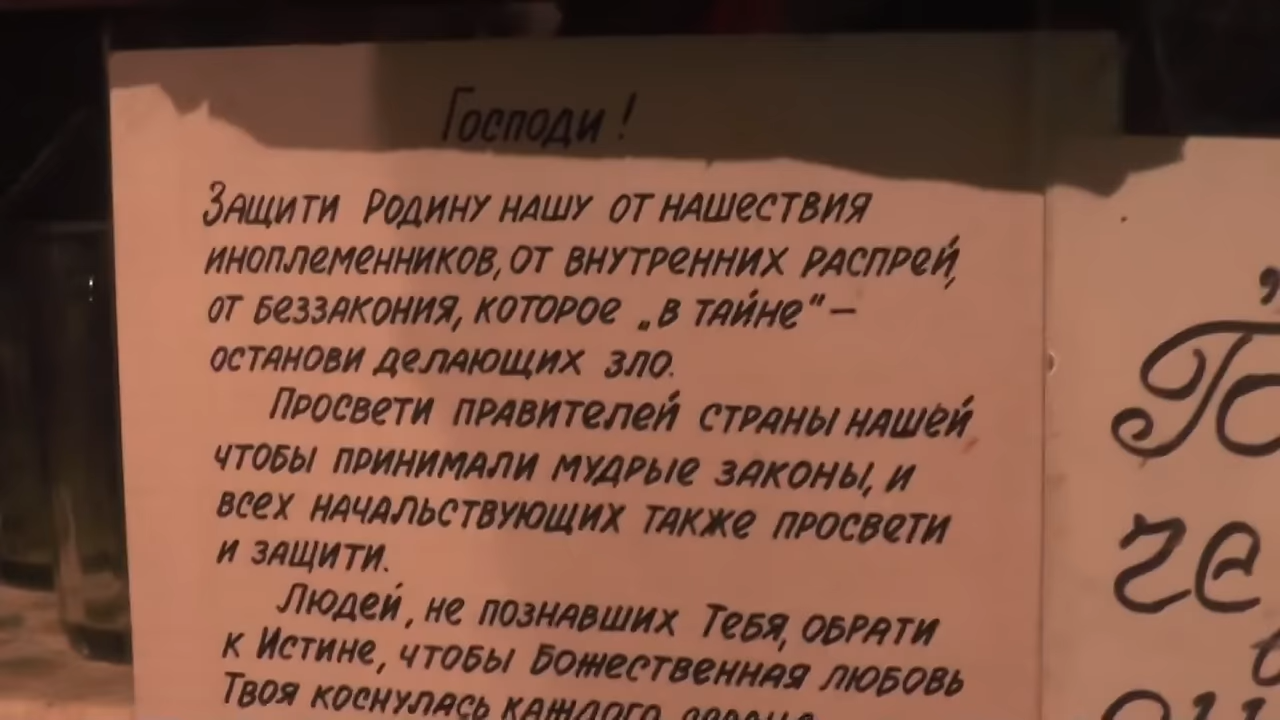 Господи!
Защити Родину нашу от нашествия
иноплеменников, от внутренних распрей,
от беззакония, которое „в тайне“ –
останови делающих зло.
Просвети правителей страны нашей
чтобы принимали мудрые законы, и
всех начальствующих также просвети
и защити.
Людей, не познавших Тебя, обрати
к Истине, чтобы Божественная любовь
Твоя коснулась каждого